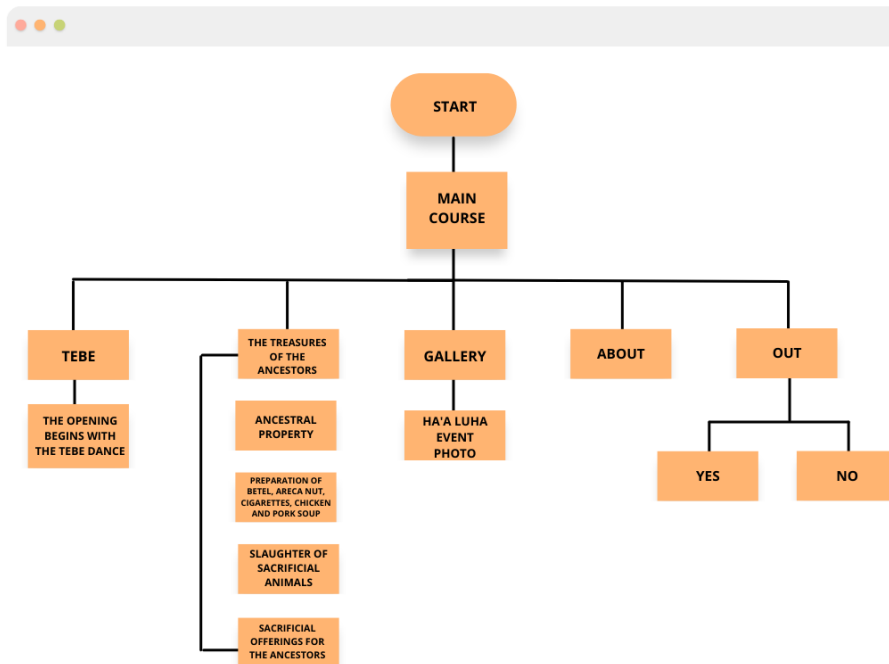 START
MAIN
COURSE
TEBE
THE OPENING
BEGINS WITH
THE TEBE DANCE
THE TREASURES
OF THE
ANCESTORS
ANCESTRAL
PROPERTY
PREPARATION OF
BETEL, ARECA NUT,
CIGARETTES, CHICKEN
AND PORK SOUP
SLAUGHTER OF
SACRIFICIAL
ANIMALS
SACRIFICIAL
OFFERINGS FOR
THE ANCESTORS
GALLERY
HA'A LUHA
EVENT
PHOTO
ABOUT
OUT
YES
NO